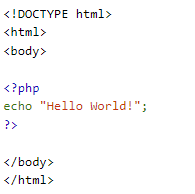 <!DOCTYPE html>
<html>
<body>
<?php
echo "Hello World!";
?>
</body>
</html>